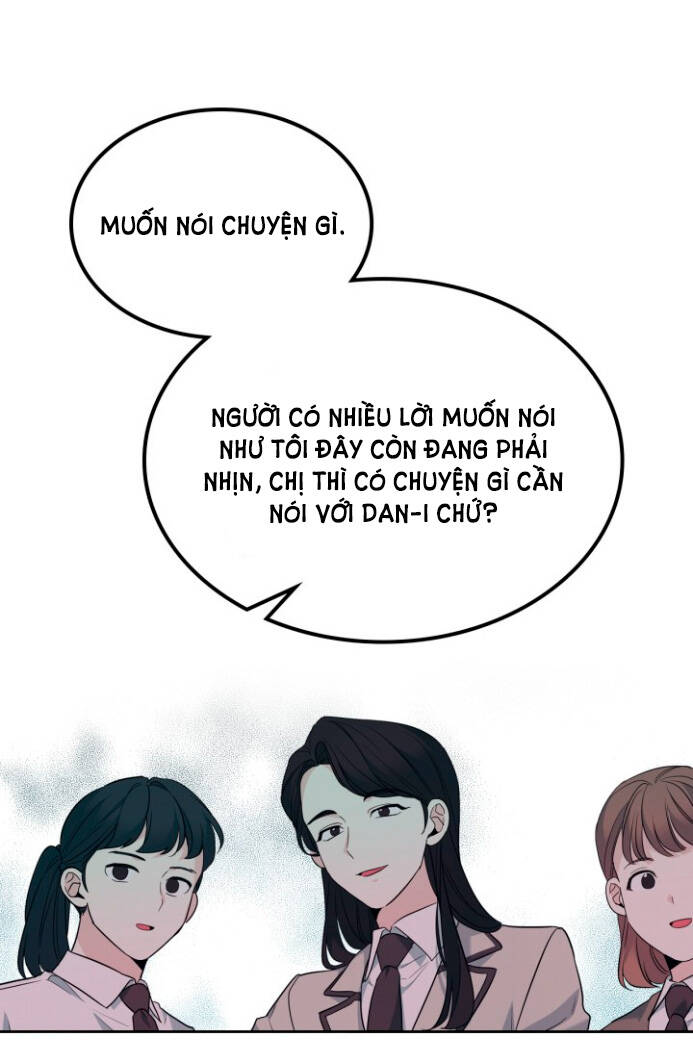 MUỐN NÓI CHUYỆN GÌ.
NGƯỜI CÓ NHIỀU LỜI MUỐN NÓI
NHƯ TÔI ĐÂY CÒN ĐANG PHẢI
NHỊN, CHỊ THÌ CÓ CHUYỆN GÌ CẦN
NÓI VỚI DAN-I CHỨ?